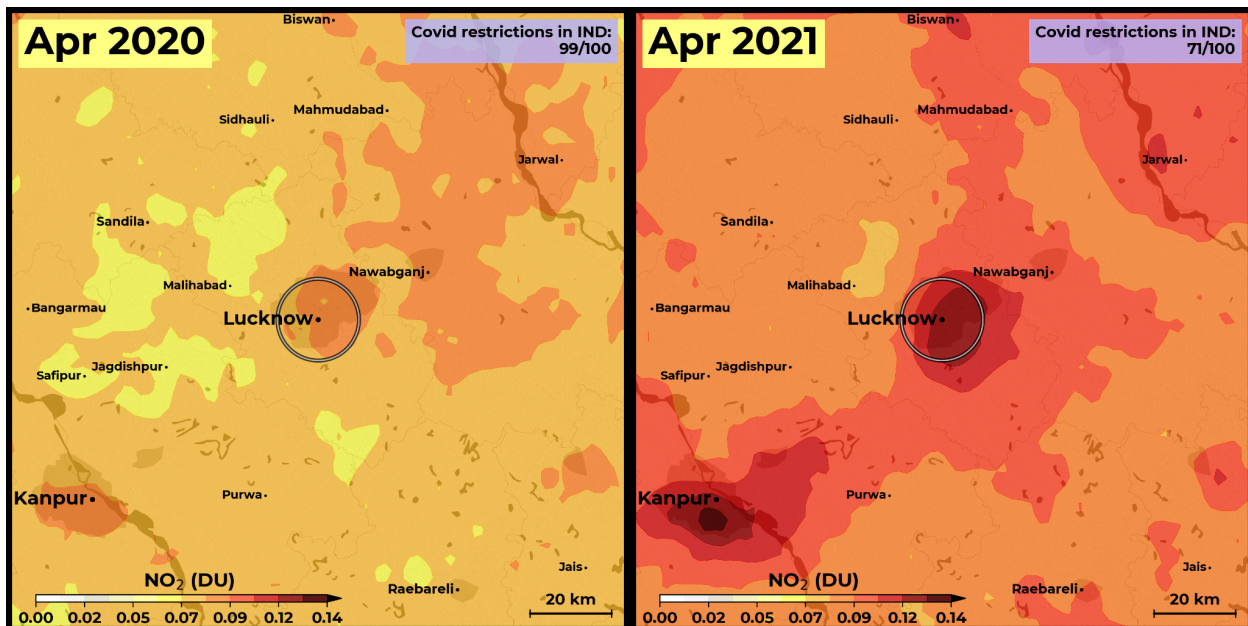 Apr 2020
Covid restrictions in IND:
99/100
Biswan
Mahmudabad
Sidhauli
Jarwal
Sandila
Nawabganj
Malihabad
Bangarmau
Lucknow
Jagdishpur
Safipur
Kanpur
Purwa
Jais
Raebareli
NO₂ (DU)
0.00 0.02 0.05 0.07 0.09 0.12 0.14
20 km
Apr 2021
Covid restrictions in IND:
71/100
Biswan
Mahmudabad
Sidhauli
Jarwal
Sandila
Nawabganj
Malihabad
Bangarmau
Lucknow
Jagdishpur
Safipur
Kanpur
Purwa
Jais
Raebareli
NO₂ (DU)
0.00 0.02 0.05 0.07 0.09 0.12 0.14
20 km